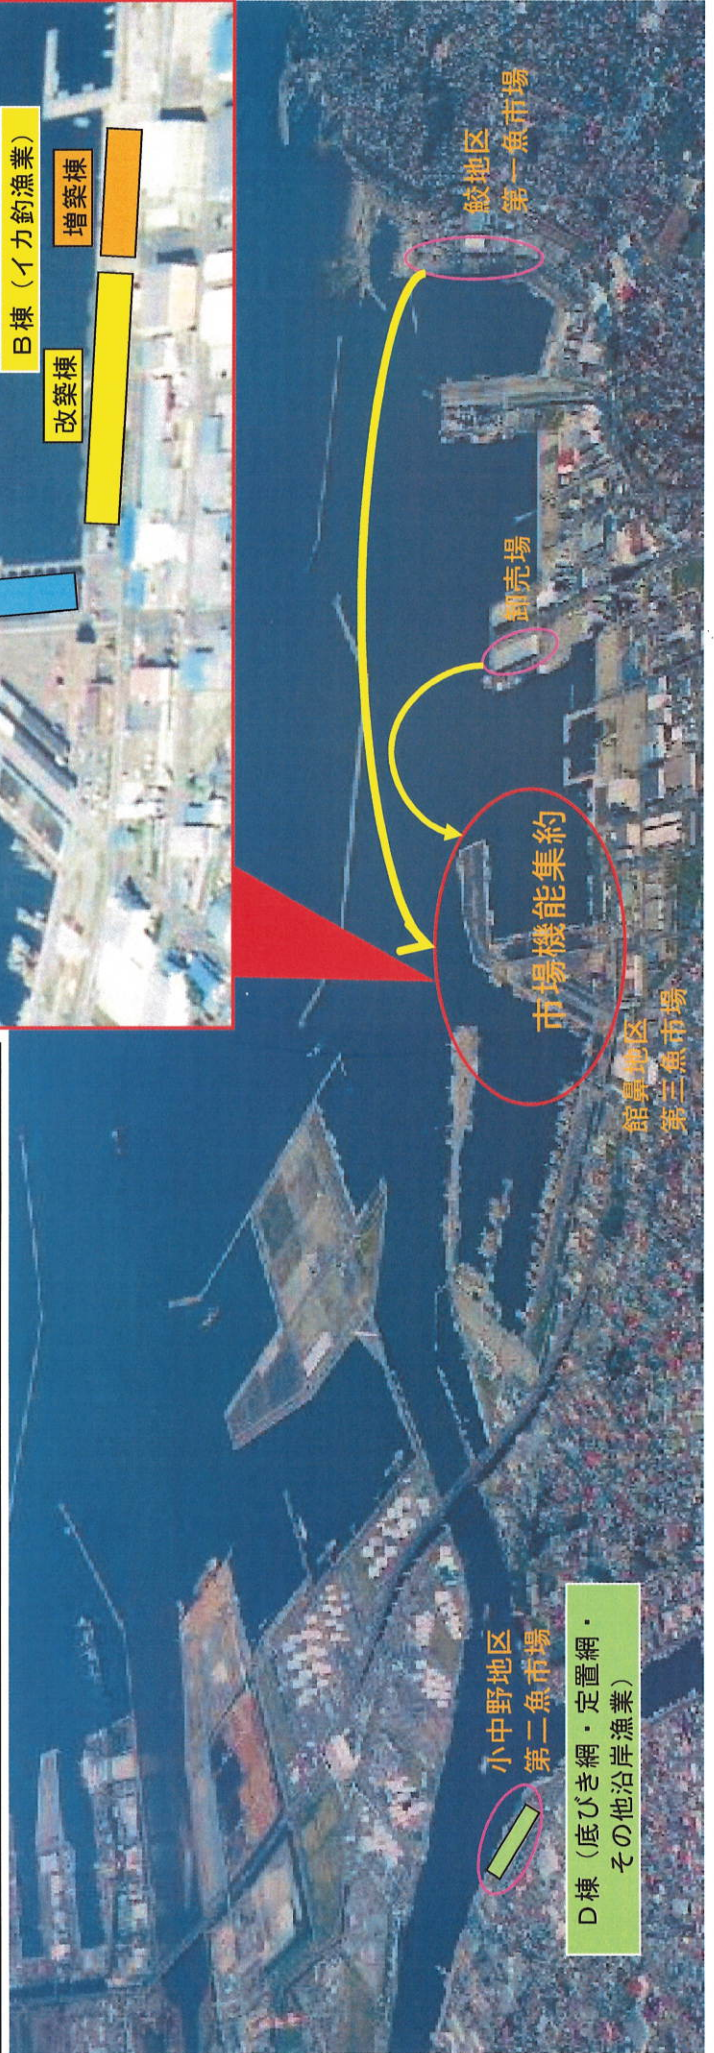 B棟（イカ釣漁業）
増築棟
改築棟
鮫地区
第一魚市場
卸売場
市場機能集約
館鼻地区
第三魚市場
小中野地区
第二魚市場
D棟（底びき網・定置網・
その他沿岸漁業）